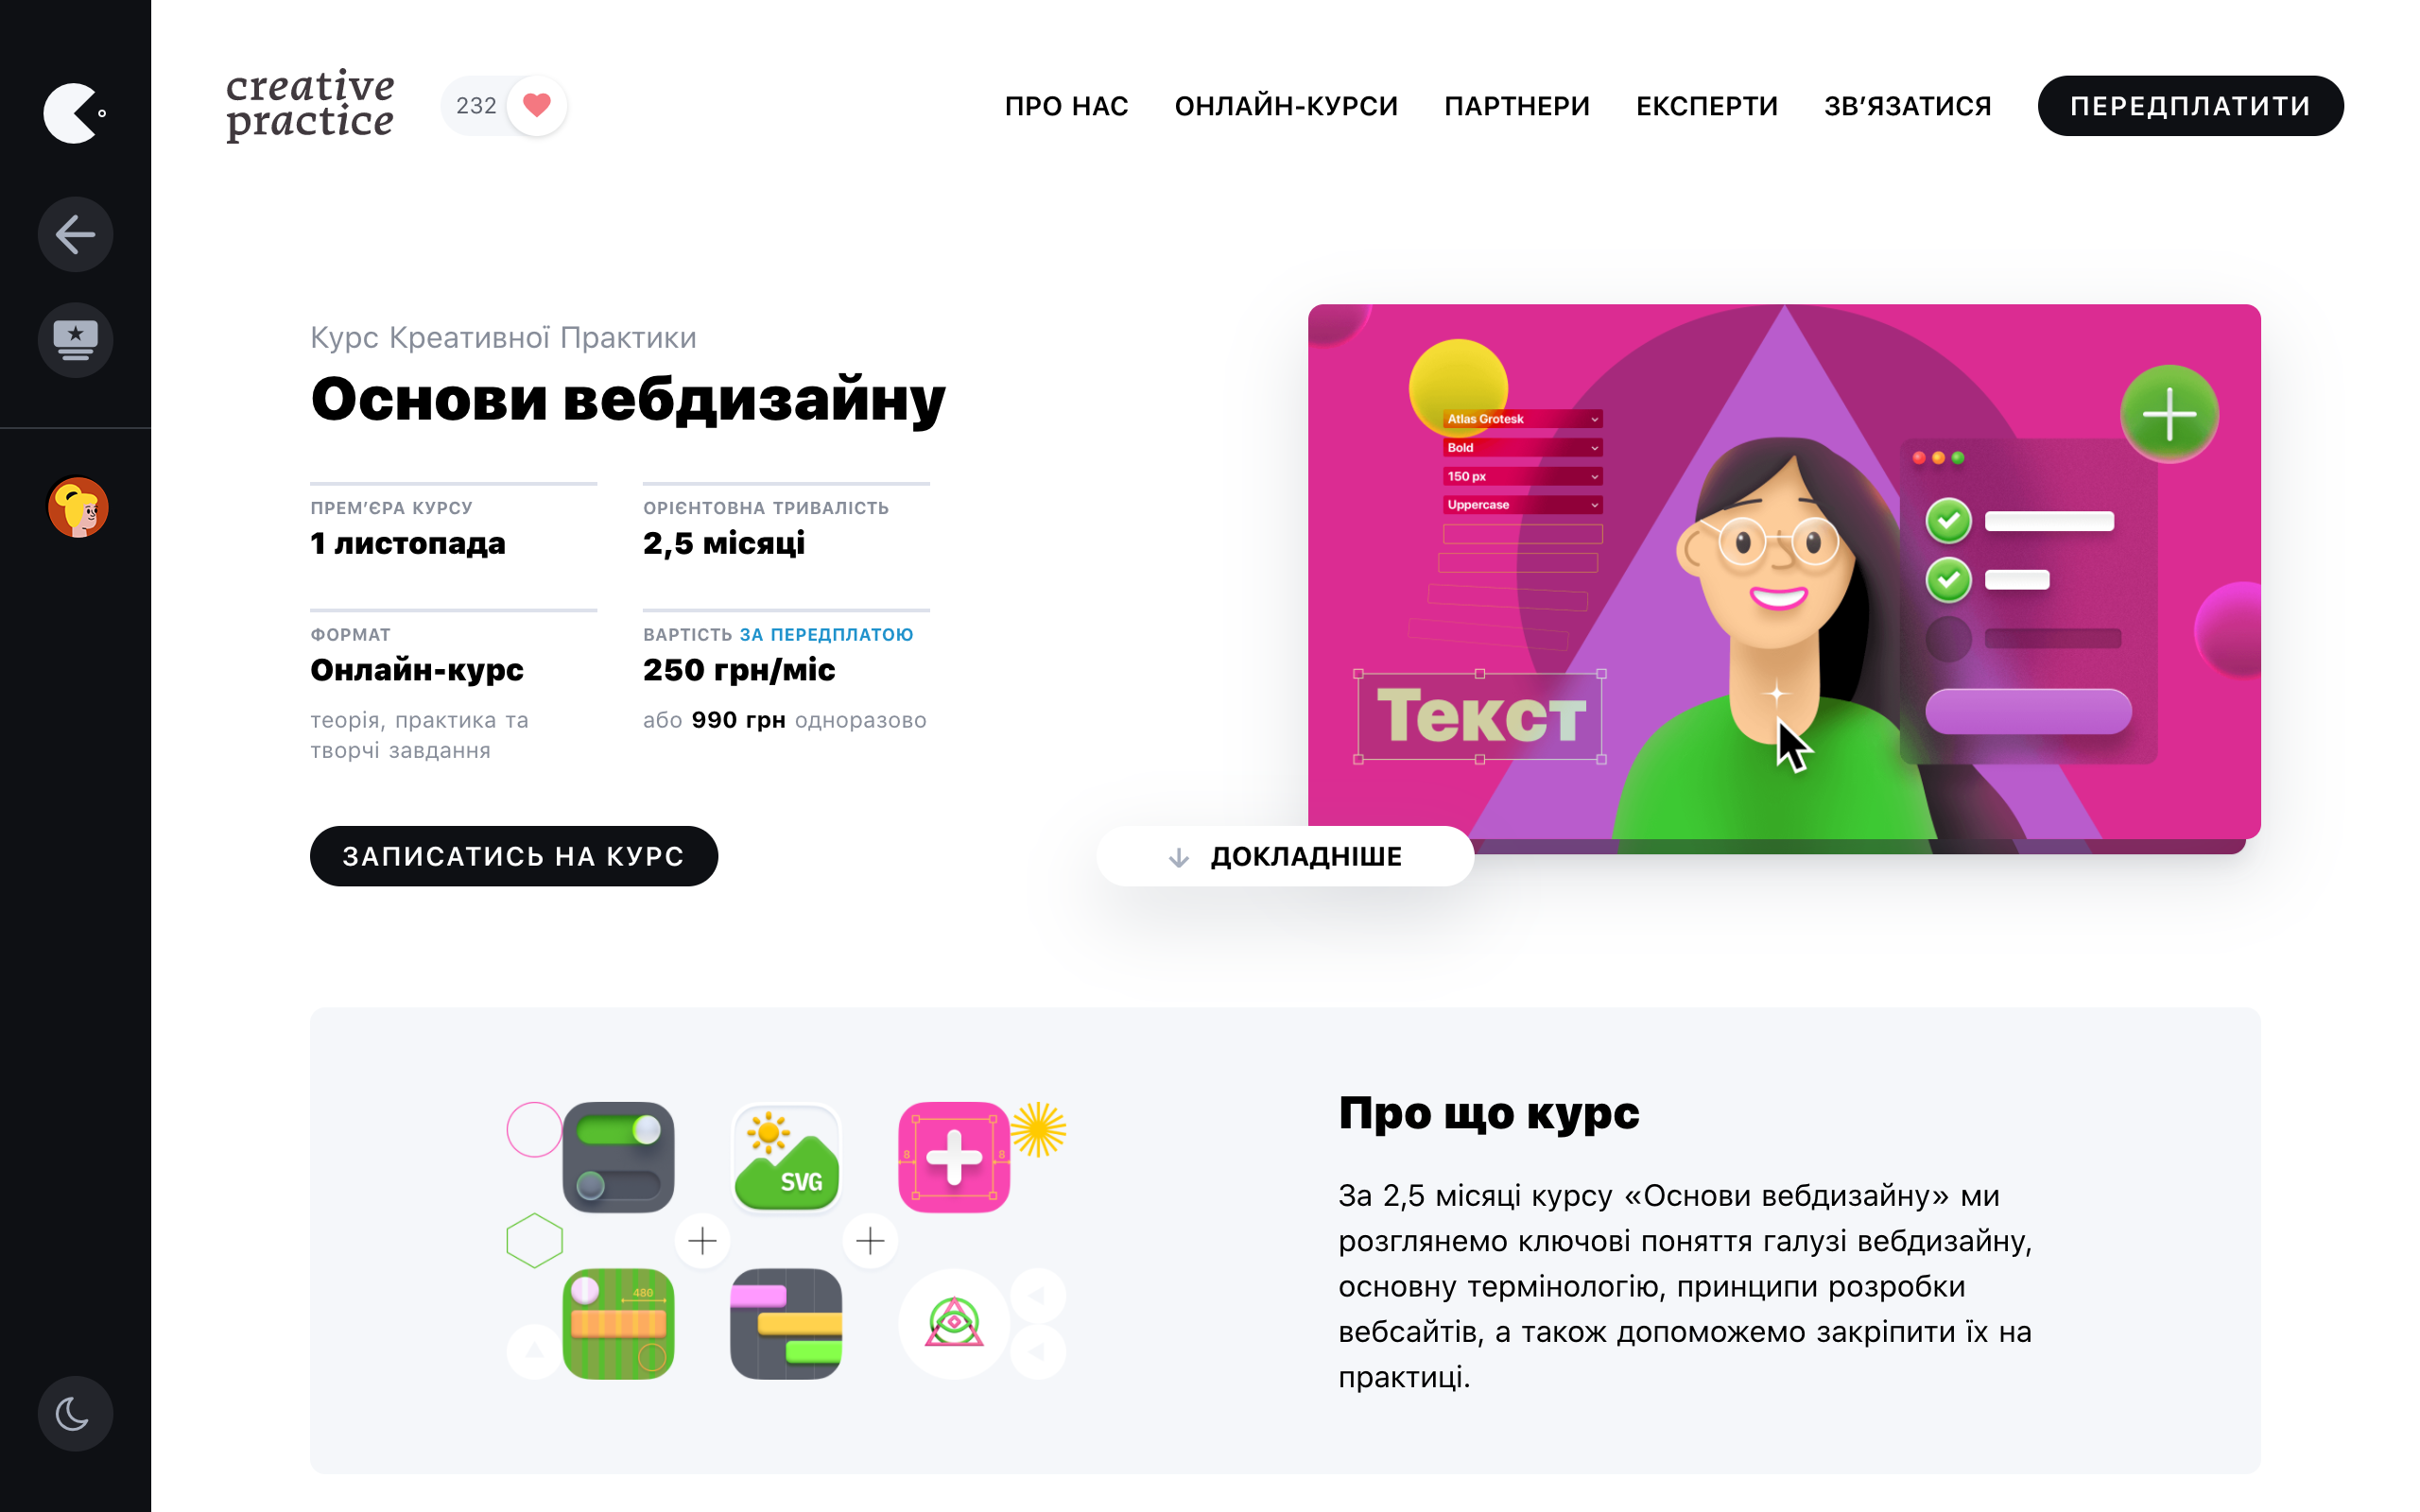 creative
practice
232
ПРО НАС
ОНЛАЙН-КУРСИ
ПАРТНЕРИ
ЕКСПЕРТИ
ЗВ’ЯЗАТИСЯ
ПЕРЕДПЛАТИТИ
Курс Креативної Практики
Основи вебдизайну
ПРЕМ’ЄРА КУРСУ
1 листопада
ОРІЄНТОВНА ТРИВАЛІСТЬ
2,5 місяці
ФОРМАТ
Онлайн-курс
теорія, практика та
творчі завдання
ВАРТІСТЬ ЗА ПЕРЕДПЛАТОЮ
250 грн/міс
або 990 грн одноразово
ЗАПИСАТИСЬ НА КУРС
ДОКЛАДНІШЕ
Atlas Grotesk
Bold
150 px
Uppercase
Текст
SVG
8
8
480
Про що курс
За 2,5 місяці курсу «Основи вебдизайну» ми
розглянемо ключові поняття галузі вебдизайну,
основну термінологію, принципи розробки
вебсайтів, а також допоможемо закріпити їх на
практиці.